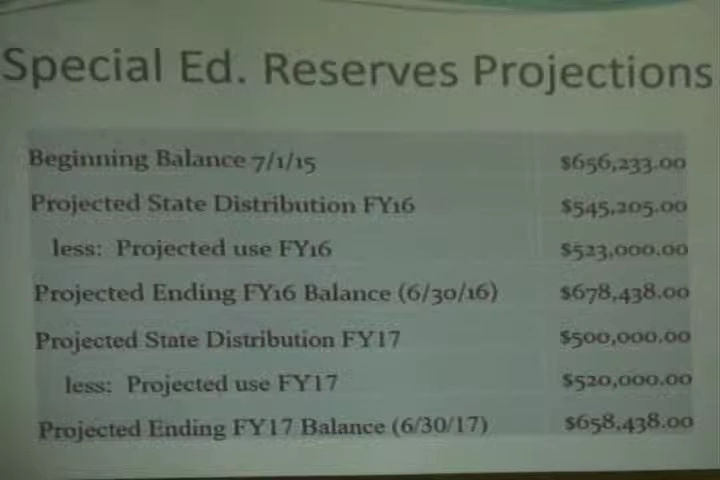 Special Ed. Reserves Projections
Beginning Balance 7/1/15 $656,233.00
Projected State Distribution FY16 $545,205.00
less: Projected use FY16 $523,000.00
Projected Ending FY16 Balance (6/30/16) $678,438.00
Projected State Distribution FY17 $500,000.00
less: Projected use FY17 $520,000.00
Projected Ending FY17 Balance (6/30/17) $658,438.00